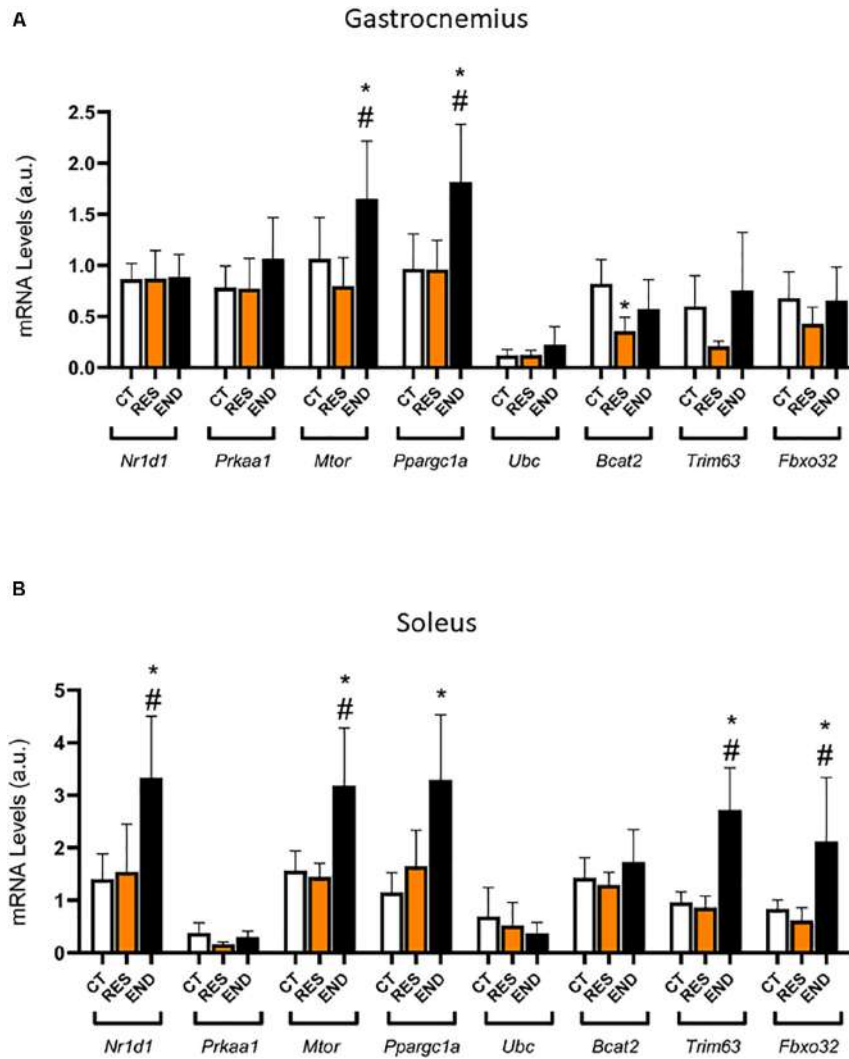 A
Gastrocnemius
* *
# #
2.5
2.0
1.5
1.0
0.5
0.0
mRNA Levels (a.u.)
*
CT RES END CT RES END CT RES END CT RES END CT RES END CT RES END CT RES END CT RES END
Nr1d1 Prkaa1 Mtor Ppargc1a Ubc Bcat2 Trim63 Fbxo32
B
Soleus
5
4
3
2
1
0
mRNA Levels (a.u.)
* * * * *
# # # #
CT RES END CT RES END CT RES END CT RES END CT RES END CT RES END CT RES END CT RES END
Nr1d1 Prkaa1 Mtor Ppargc1a Ubc Bcat2 Trim63 Fbxo32